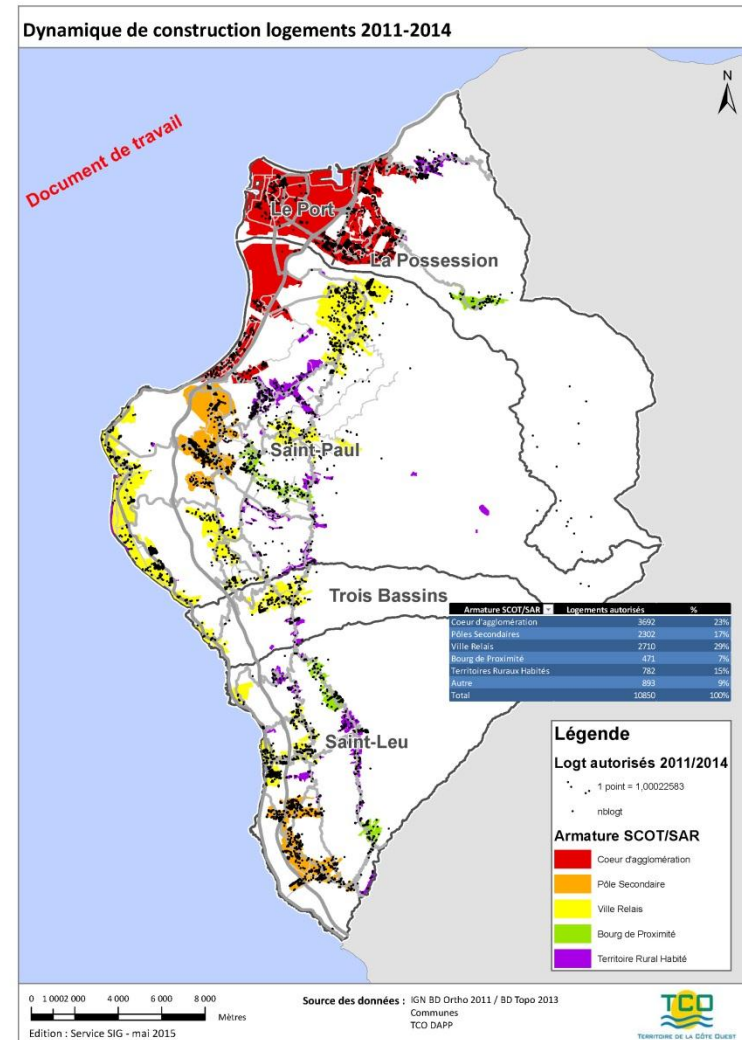 Dynamique de construction logements 2011-2014
N
Document de travail
Le Port
La Possession
Saint-Paul
Trois Bassins
Armature SCOT/SAR Logements autorisés %
Coeur d'agglomération 3692 23%
Pôles Secondaires 2302 17%
Ville Relais 2710 29%
Bourg de Proximité 471 7%
Territoires Ruraux Habités 782 15%
Autre 893 9%
Total 10850 100%
Saint-Leu
Légende
Logt autorisés 2011/2014
1 point = 1,00022583
nblogt
Armature SCOT/SAR
Coeur d'agglomération
Pôle Secondaire
Ville Relais
Bourg de Proximité
Territoire Rural Habité
0 1 0002 000 4 000 6 000 8 000
Mètres
Edition : Service SIG - mai 2015
Source des données : IGN BD Ortho 2011 / BD Topo 2013
Communes
TCO DAPP
TCO
TERRITOIRE DE LA CÔTE OUEST